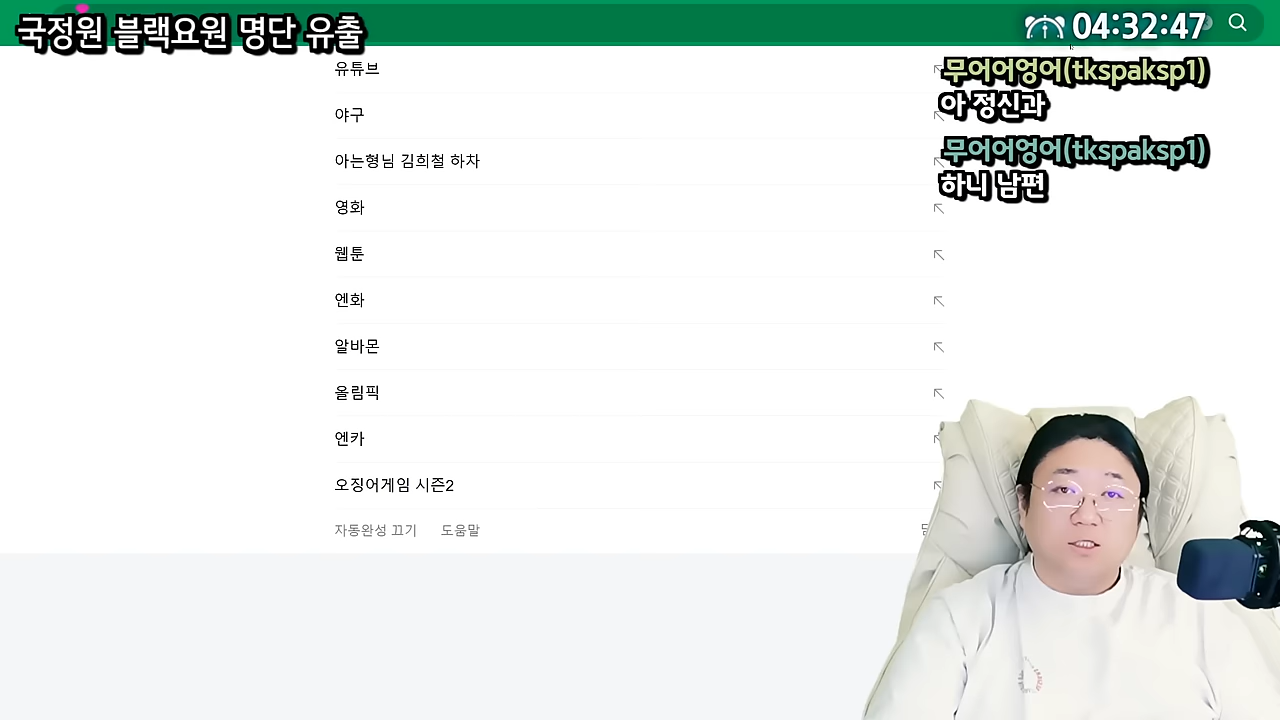 국정원 블랙요원 명단 유출
04:32:47
유튜브
야구
아는형님 김희철 하차
영화
웹툰
엔화
알바몬
올림픽
엔카
오징어게임 시즌2
자동완성 끄기 도움말
무어어엉어(tkspaksp1)
아 정신과
무어어엉어(tkspaksp1)
하니 남편